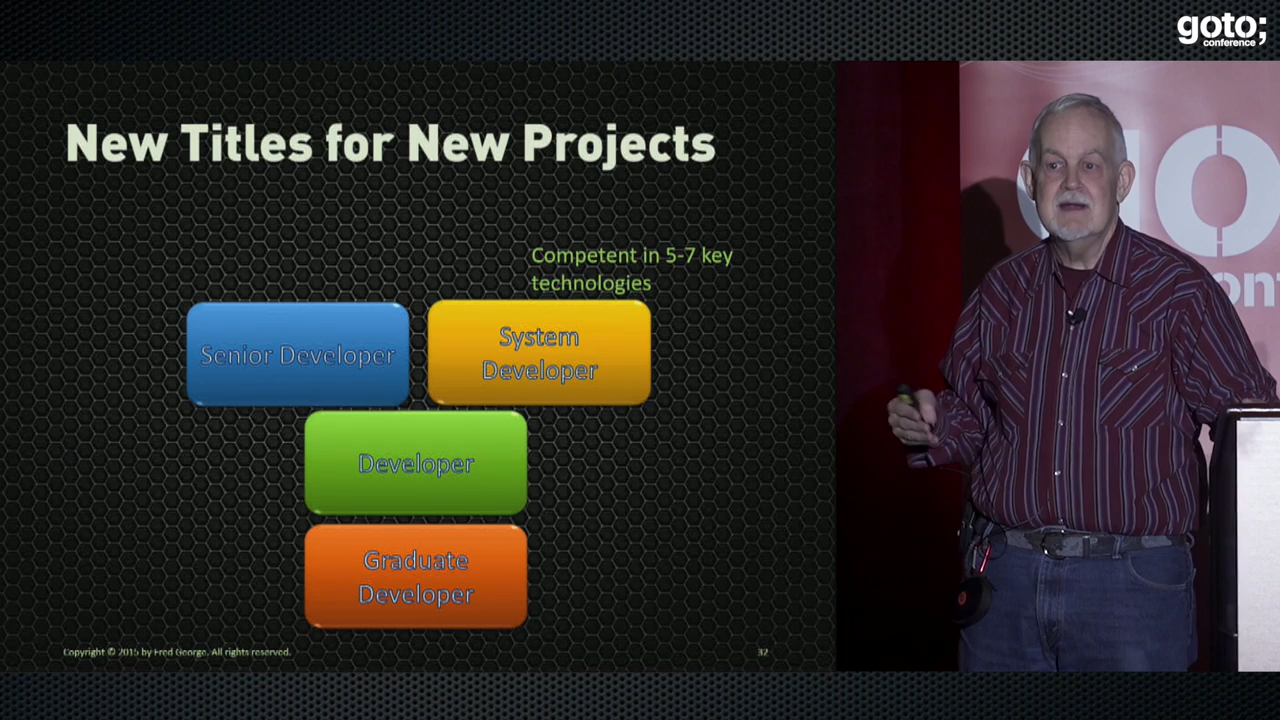 goto;
conference
New Titles for New Projects
Competent in 5-7 key
technologies
Senior Developer
System
Developer
Developer
Graduate
Developer
Copyright © 2015 by Fred George. All rights reserved.
32